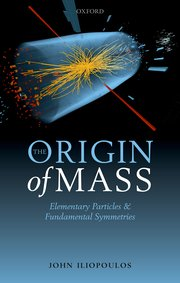 OXFORD
THE ORIGIN
of MASS
Elementary Particles &
Fundamental Symmetries
JOHN ILIOPOULOS